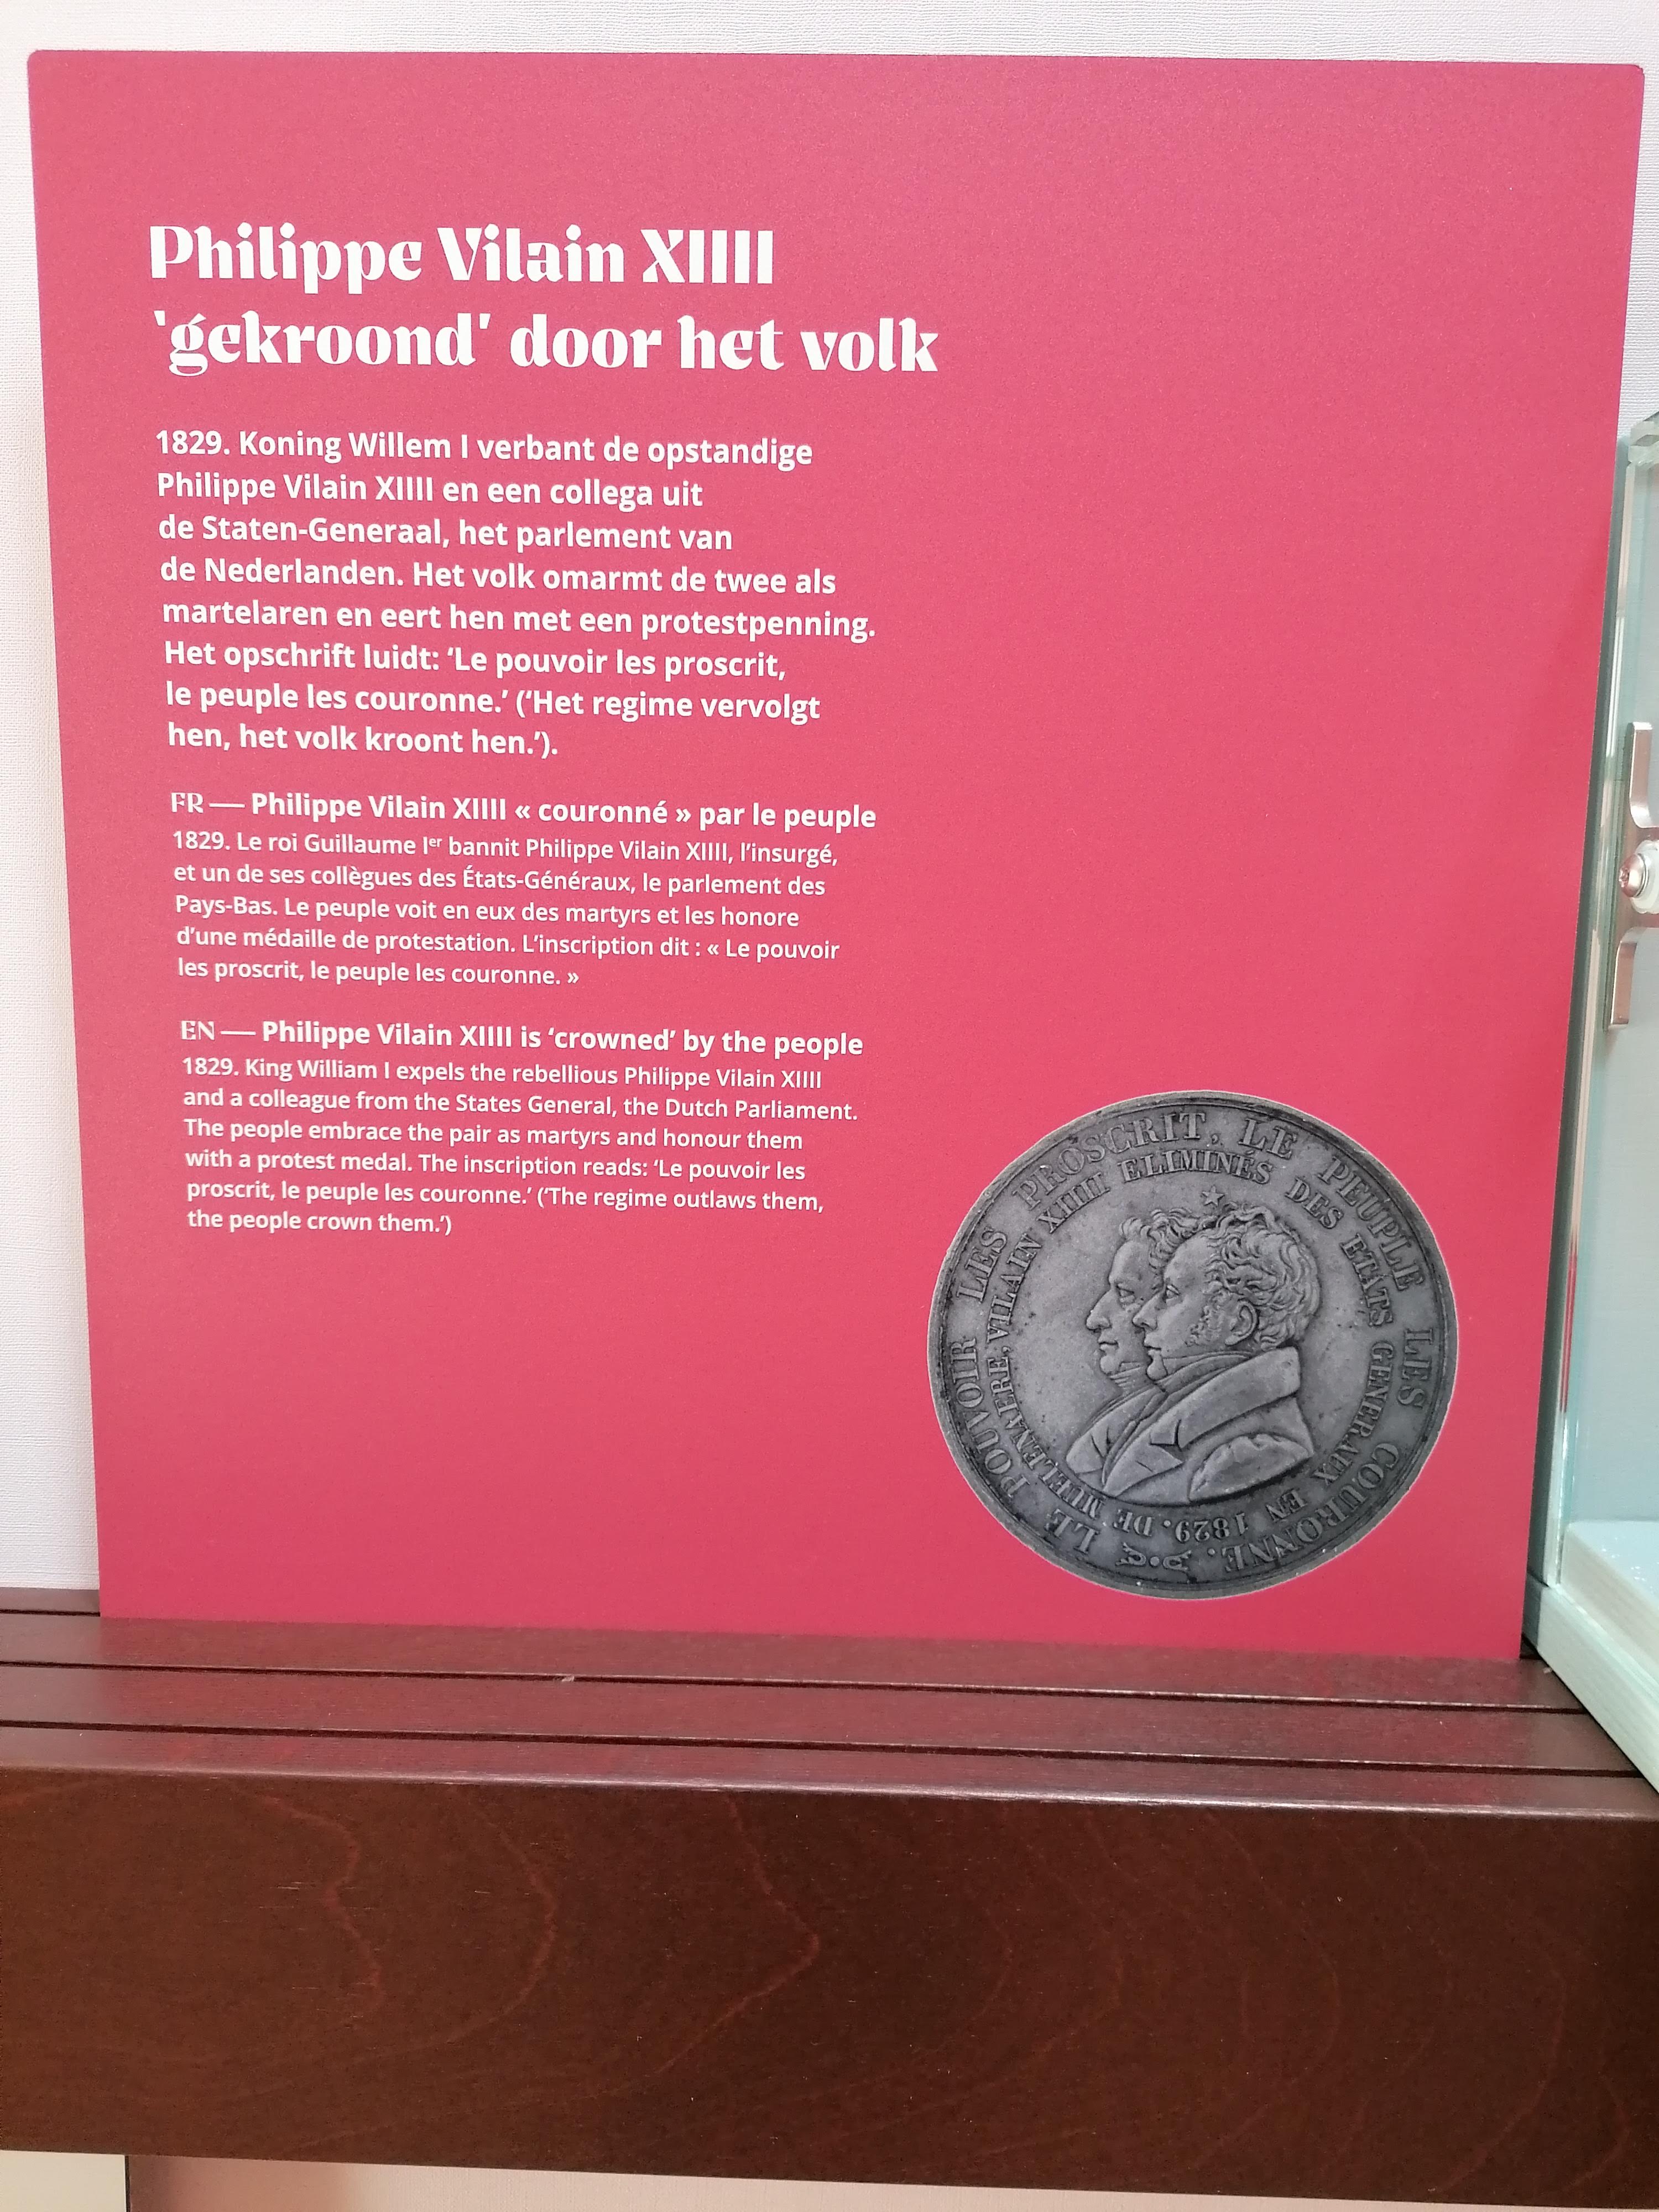 Philippe Vilain XIIII
'gekroond' door het volk
1829. Koning Willem I verbant de opstandige
Philippe Vilain XIIII en een collega uit
de Staten-Generaal, het parlement van
de Nederlanden. Het volk omarmt de twee als
martelaren en eert hen met een protestpenning.
Het opschrift luidt: ‘Le pouvoir les proscrit,
le peuple les couronne.’ (‘Het regime vervolgt
hen, het volk kroont hen.’).
FR — Philippe Vilain XIIII « couronné » par le peuple
1829. Le roi Guillaume Ier bannit Philippe Vilain XIIII, l’insurgé,
et un de ses collègues des États-Généraux, le parlement des
Pays-Bas. Le peuple voit en eux des martyrs et les honore
d’une médaille de protestation. L’inscription dit : « Le pouvoir
les proscrit, le peuple les couronne. »
EN — Philippe Vilain XIIII is ‘crowned’ by the people
1829. King William I expels the rebellious Philippe Vilain XIIII
and a colleague from the States General, the Dutch Parliament.
The people embrace the pair as martyrs and honour them
with a protest medal. The inscription reads: ‘Le pouvoir les
proscrit, le peuple les couronne.’ (‘The regime outlaws them,
the people crown them.’)
LE POUVOIR LES PROSCRIT, LE PEUPLE LES COURONNE.
DE MUELENAERE, VILAIN XIIII ELIMINÉS DES ETATS GENERAUX EN 1829.